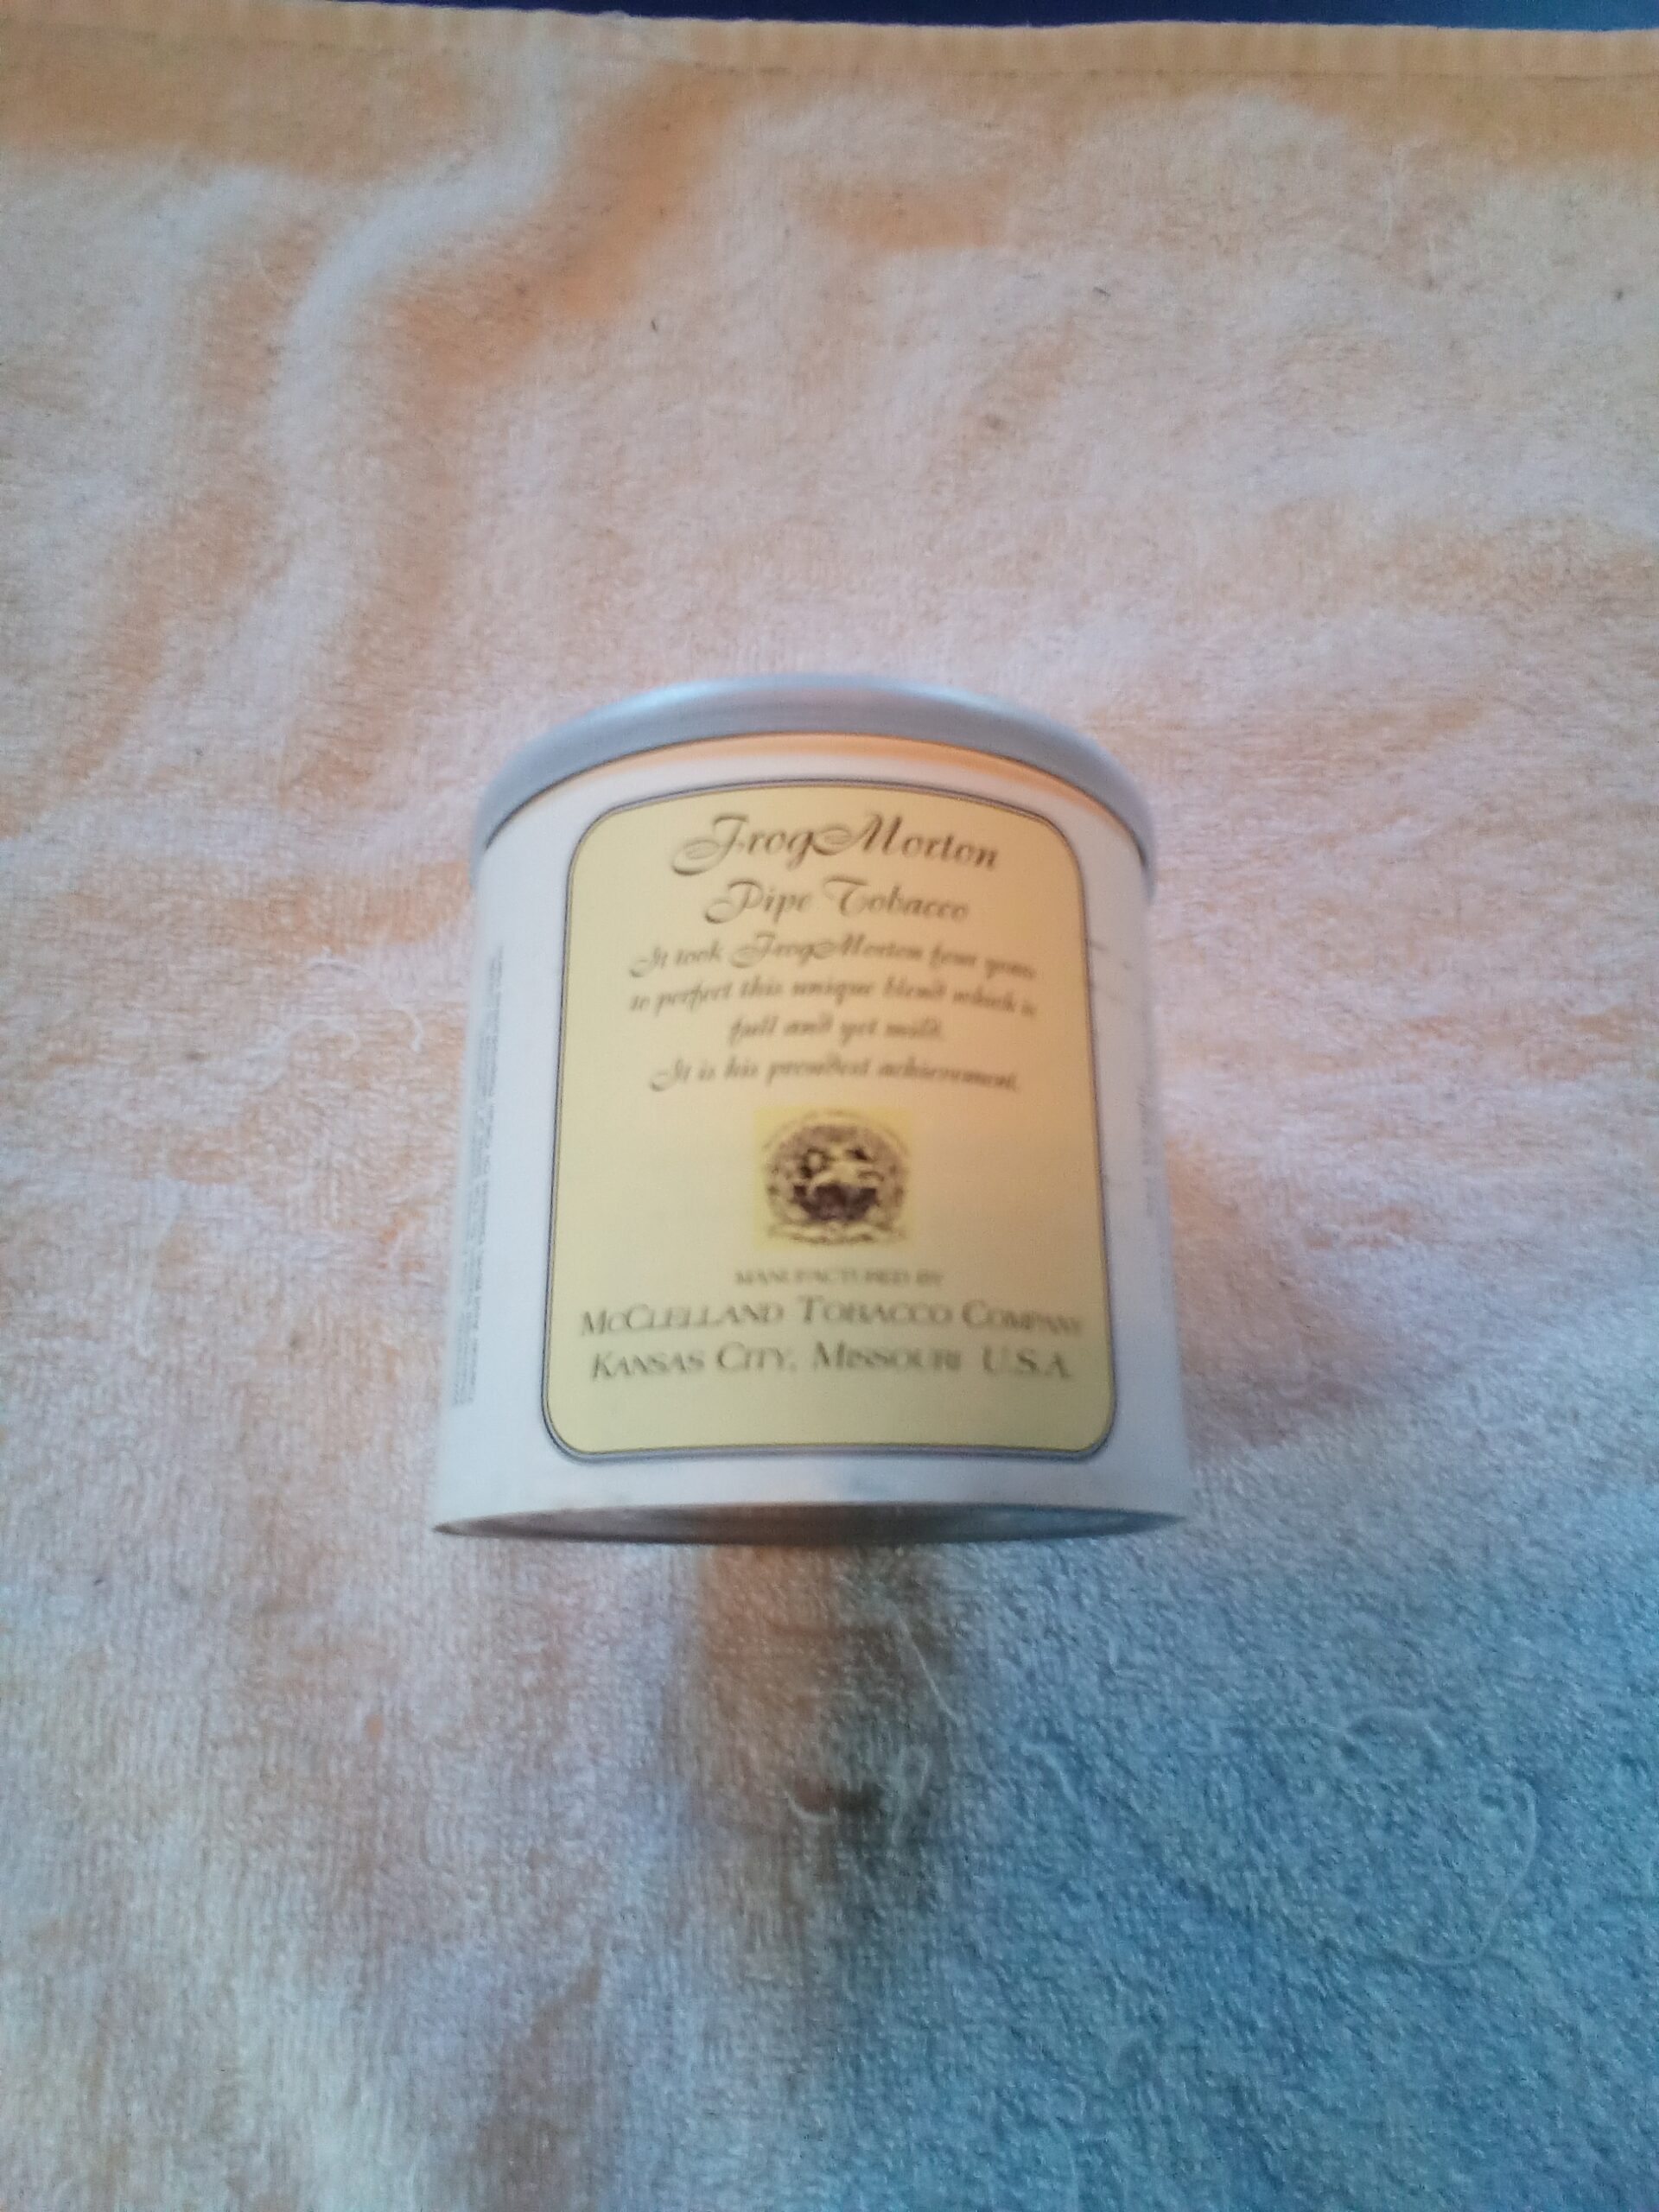 FrogMorton
Pipe Tobacco
It took FrogMorton four years
to perfect this unique blend which is
full and yet mild.
It is his proudest achievement.
MANUFACTURED BY
MCCLELLAND TOBACCO COMPANY
KANSAS CITY, MISSOURI U.S.A